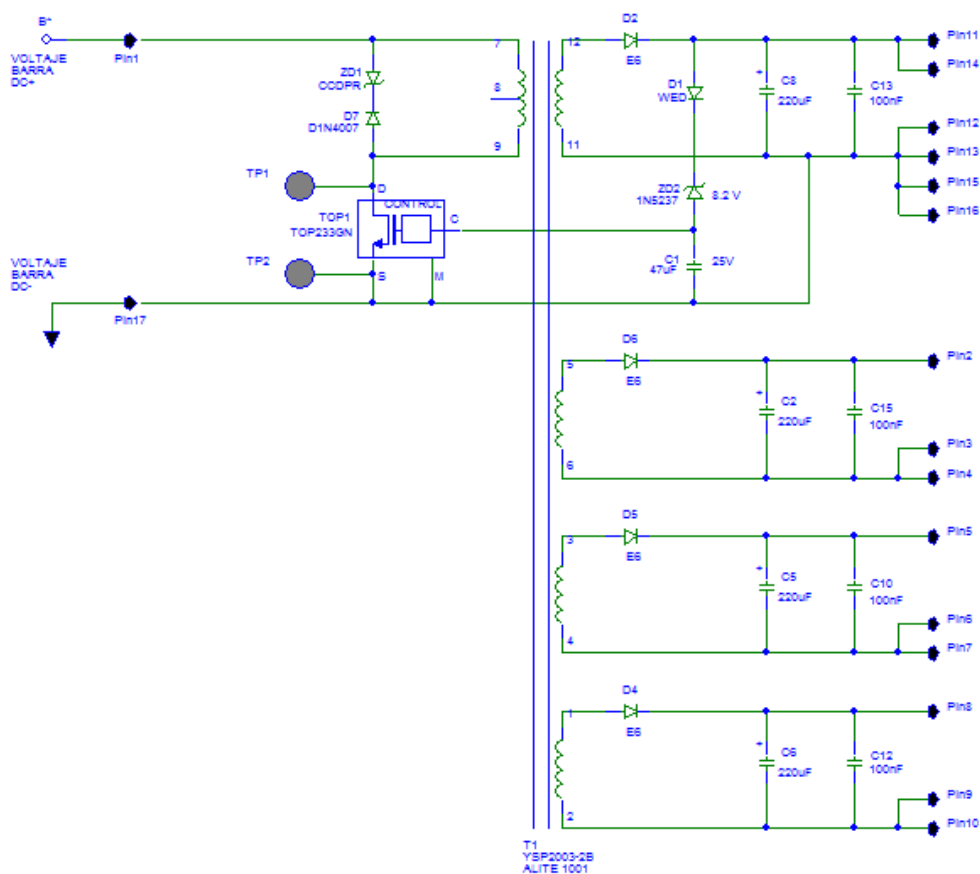 B+
VOLTAJE
BARRA
DC+
Pin1
ZD1
CCDPR
D7
D1N4007
7
8
9
12
11
D2
E6
D1
WED
+
C8
220uF
C13
100nF
Pin11
Pin14
Pin12
Pin13
Pin15
Pin16
TP1
D
CONTROL
TOP1
TOP233GN
C
ZD2
1N5237
8.2 V
TP2
S
M
C1
47uF
25V
VOLTAJE
BARRA
DC-
Pin17
D6
E6
5
6
+
C2
220uF
C15
100nF
Pin2
Pin3
Pin4
D5
E6
3
4
+
C5
220uF
C10
100nF
Pin5
Pin6
Pin7
D4
E6
1
2
+
C6
220uF
C12
100nF
Pin8
Pin9
Pin10
T1
YSP2003-2B
ALITE 1001